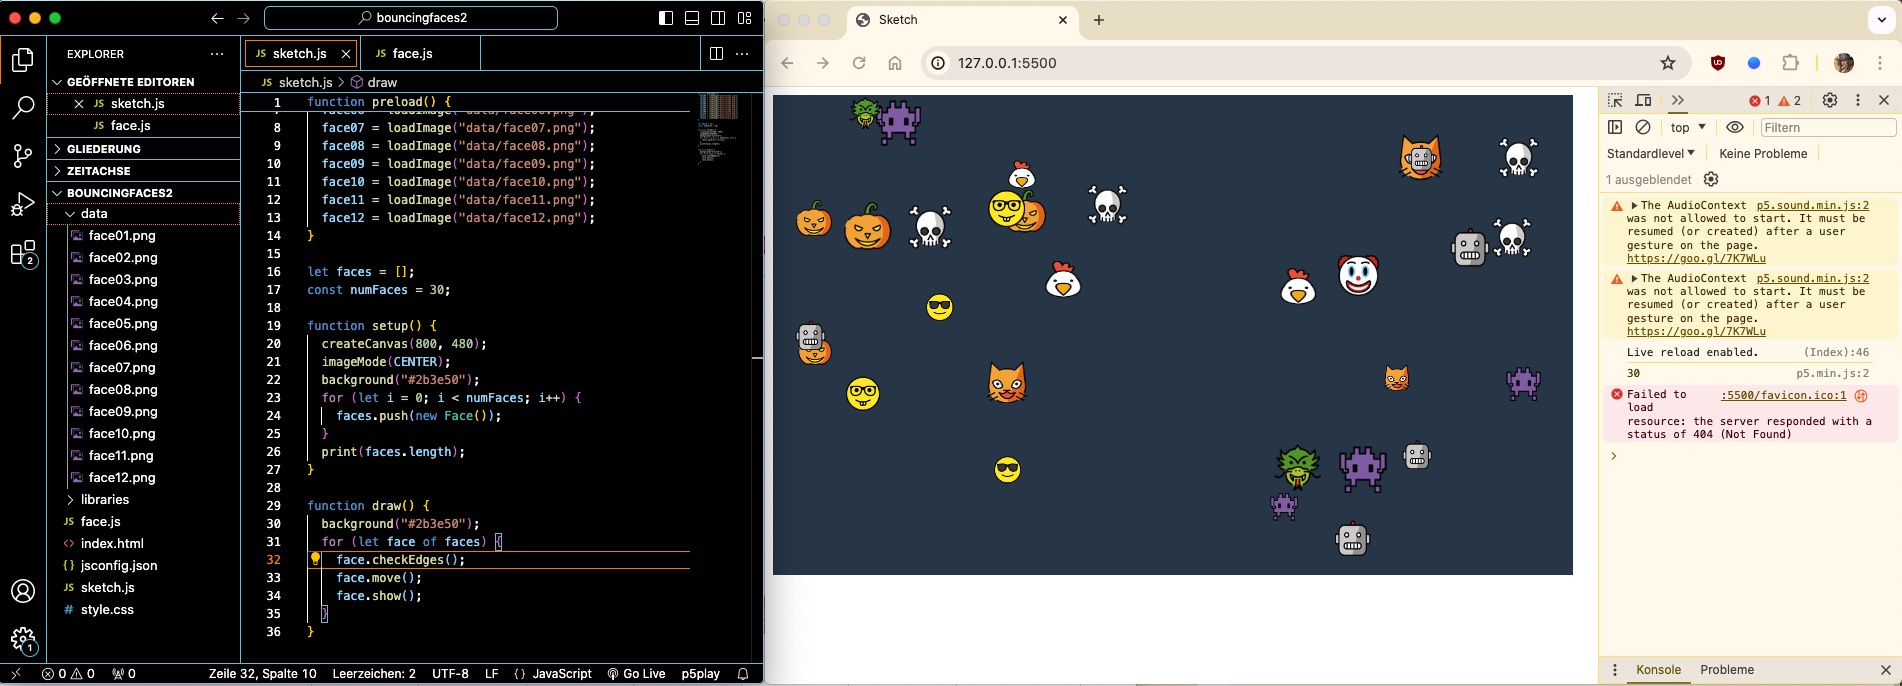 bouncingfaces2
EXPLORER
GEÖFFNETE EDITOREN
JS sketch.js
JS face.js
GLIEDERUNG
ZEITACHSE
BOUNCINGFACES2
data
face01.png
face02.png
face03.png
face04.png
face05.png
face06.png
face07.png
face08.png
face09.png
face10.png
face11.png
face12.png
libraries
JS face.js
<> index.html
{} jsconfig.json
JS sketch.js
# style.css
2
1
JS sketch.js
JS face.js
JS sketch.js > draw
1 function preload() {
8 face07 = loadImage("data/face07.png");
9 face08 = loadImage("data/face08.png");
10 face09 = loadImage("data/face09.png");
11 face10 = loadImage("data/face10.png");
12 face11 = loadImage("data/face11.png");
13 face12 = loadImage("data/face12.png");
14 }
15
16 let faces = [];
17 const numFaces = 30;
18
19 function setup() {
20 createCanvas(800, 480);
21 imageMode(CENTER);
22 background("#2b3e50");
23 for (let i = 0; i < numFaces; i++) {
24 faces.push(new Face());
25 }
26 print(faces.length);
27 }
28
29 function draw() {
30 background("#2b3e50");
31 for (let face of faces) {
32 face.checkEdges();
33 face.move();
34 face.show();
35 }
36 }
0 0 0 Zeile 32, Spalte 10 Leerzeichen: 2 UTF-8 LF {} JavaScript Go Live p5play
Sketch
127.0.0.1:5500
1 2
top Filtern
Standardlevel Keine Probleme
1 ausgeblendet
The AudioContext p5.sound.min.js:2
was not allowed to start. It must be
resumed (or created) after a user
gesture on the page.
https://goo.gl/7K7WLu
The AudioContext p5.sound.min.js:2
was not allowed to start. It must be
resumed (or created) after a user
gesture on the page.
https://goo.gl/7K7WLu
Live reload enabled. (Index):46
30 p5.min.js:2
Failed to :5500/favicon.ico:1
load
resource: the server responded with a
status of 404 (Not Found)
Konsole Probleme